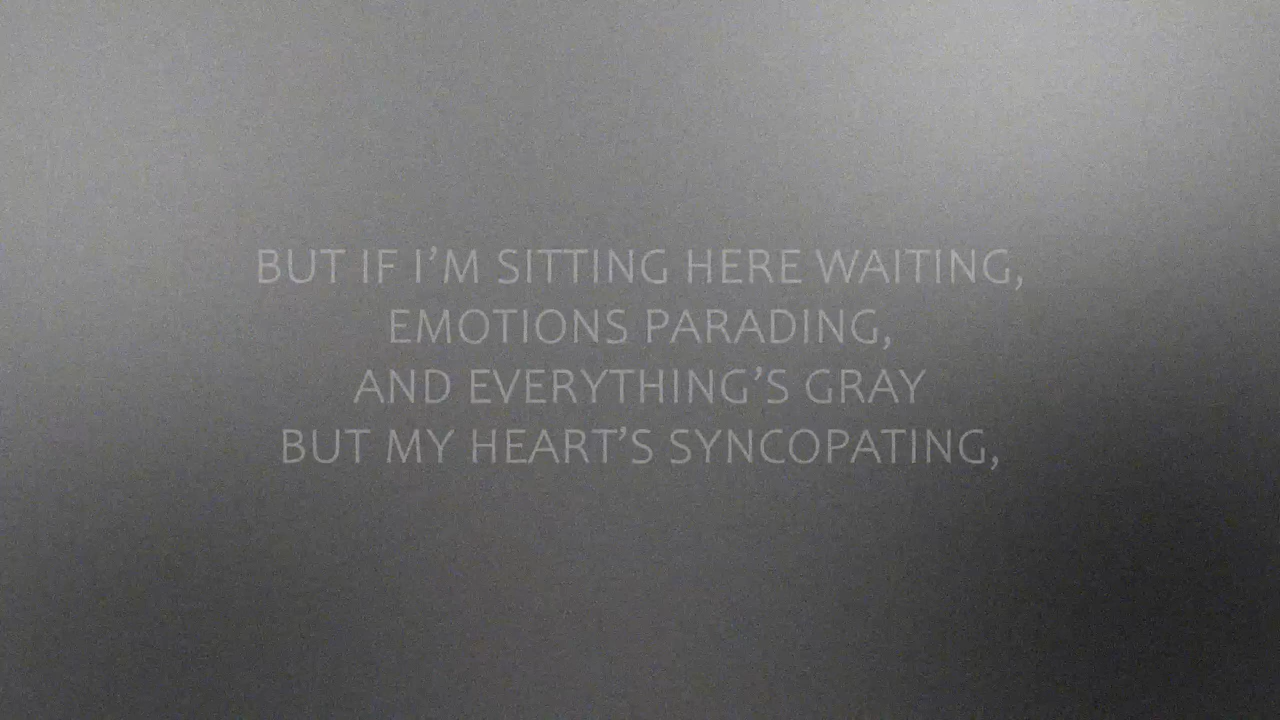 BUT IF I’M SITTING HERE WAITING,
EMOTIONS PARADING,
AND EVERYTHING’S GRAY
BUT MY HEART’S SYNCOPATING,